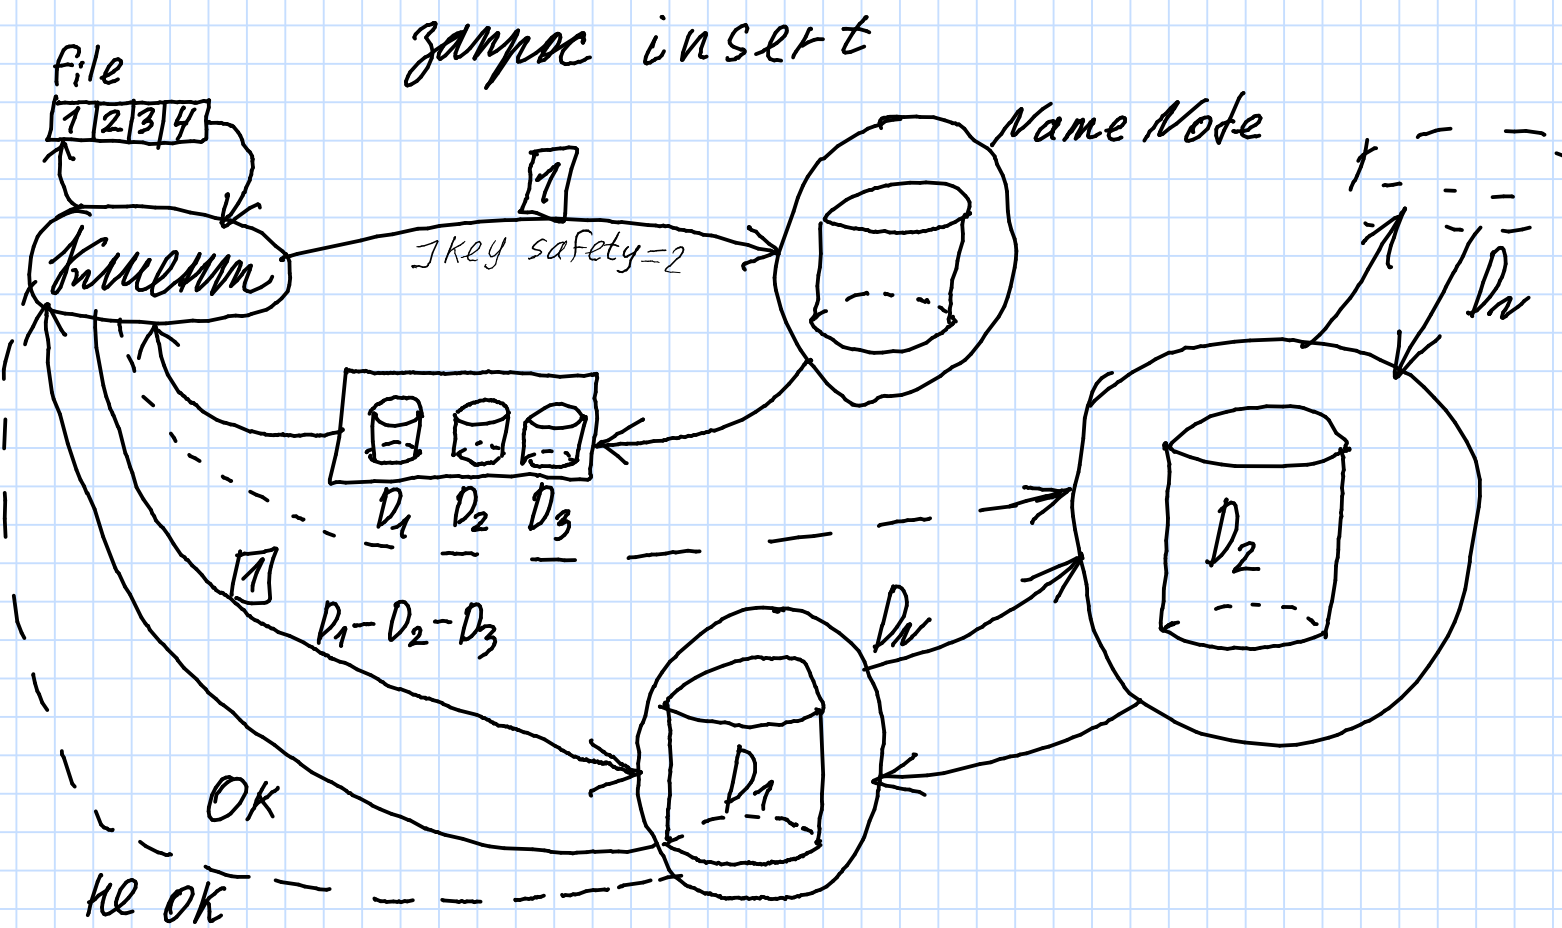 запрос insert
file
1 2 3 4
Name Node
1
key safety=2
Клиент
DN
D1 D2 D3
D2
1
D1-D2-D3
DN
D1
OK
не OK